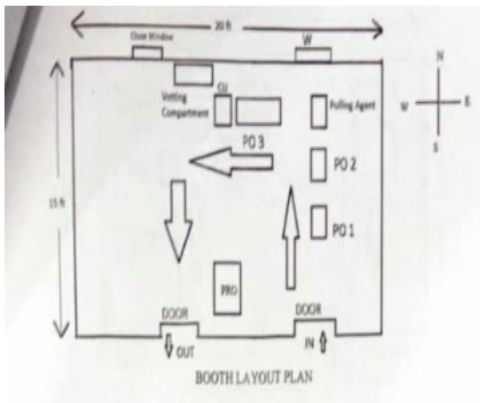 20 ft
Close Window
W
N
Votting
Compartment
CU
Polling Agent
W
E
S
PO 3
PO 2
15 ft
PO 1
PRO
DOOR
DOOR
OUT
IN
BOOTH LAYOUT PLAN